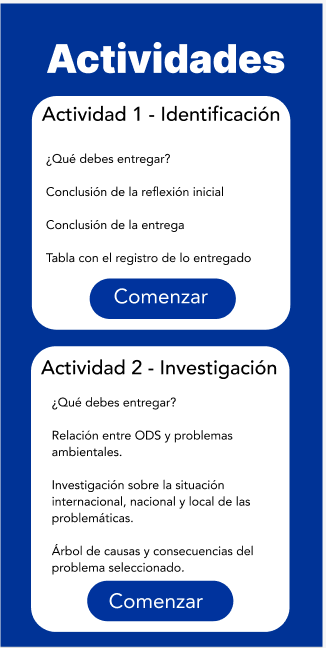 Actividades
Actividad 1 - Identificación
¿Qué debes entregar?
Conclusión de la reflexión inicial
Conclusión de la entrega
Tabla con el registro de lo entregado
Comenzar
Actividad 2 - Investigación
¿Qué debes entregar?
Relación entre ODS y problemas
ambientales.
Investigación sobre la situación
internacional, nacional y local de las
problemáticas.
Árbol de causas y consecuencias del
problema seleccionado.
Comenzar